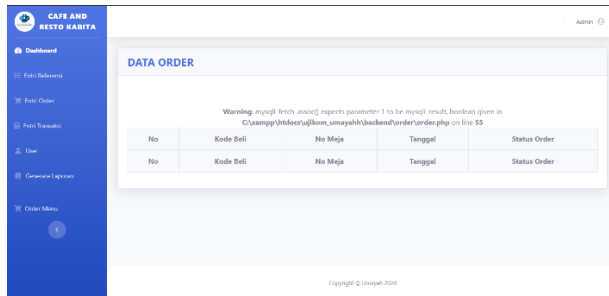 CAFE AND
RESTO KABITA
Admin
Dashboard
Entri Referensi
Entri Order
Entri Transaksi
User
Generate Laporan
Order Menu
DATA ORDER
Warning: mysqli_fetch_assoc() expects parameter 1 to be mysqli_result, boolean given in
C:\xampp\htdocs\ujikom_umayahh\backend\order\order.php on line 55
No Kode Beli No Meja Tanggal Status Order
No Kode Beli No Meja Tanggal Status Order
Copyright © Umayah 2020